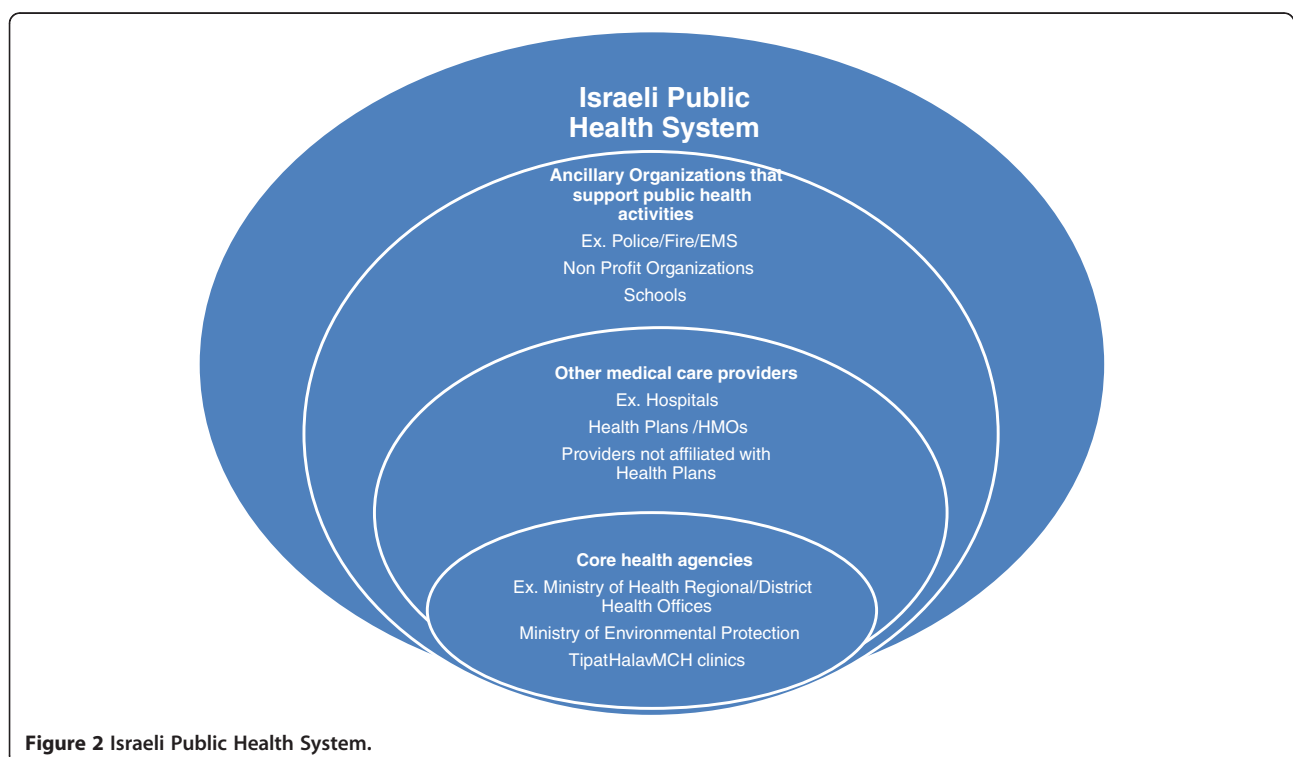 Israeli Public
Health System
Ancillary Organizations that
support public health
activities
Ex. Police/Fire/EMS
Non Profit Organizations
Schools
Other medical care providers
Ex. Hospitals
Health Plans /HMOs
Providers not affiliated with
Health Plans
Core health agencies
Ex. Ministry of Health Regional/District
Health Offices
Ministry of Environmental Protection
TipatHalavMCH clinics
Figure 2 Israeli Public Health System.